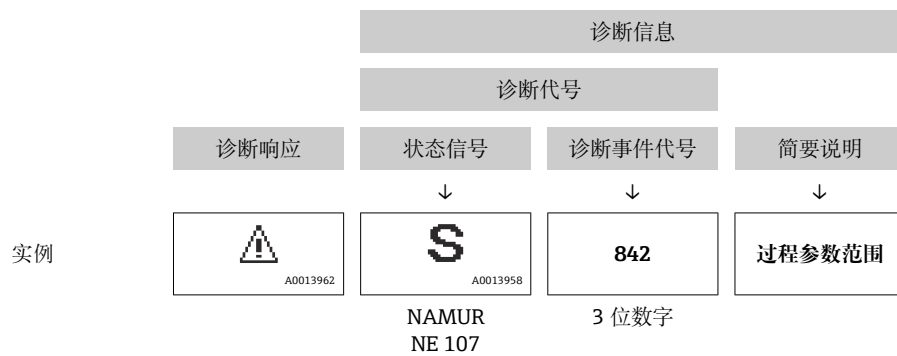 诊断信息
诊断代号
诊断响应 状态信号 诊断事件代号 简要说明
↓ ↓ ↓
实例 ⚠ S 842 过程参数范围
A0013962 A0013958
NAMUR 3 位数字
NE 107